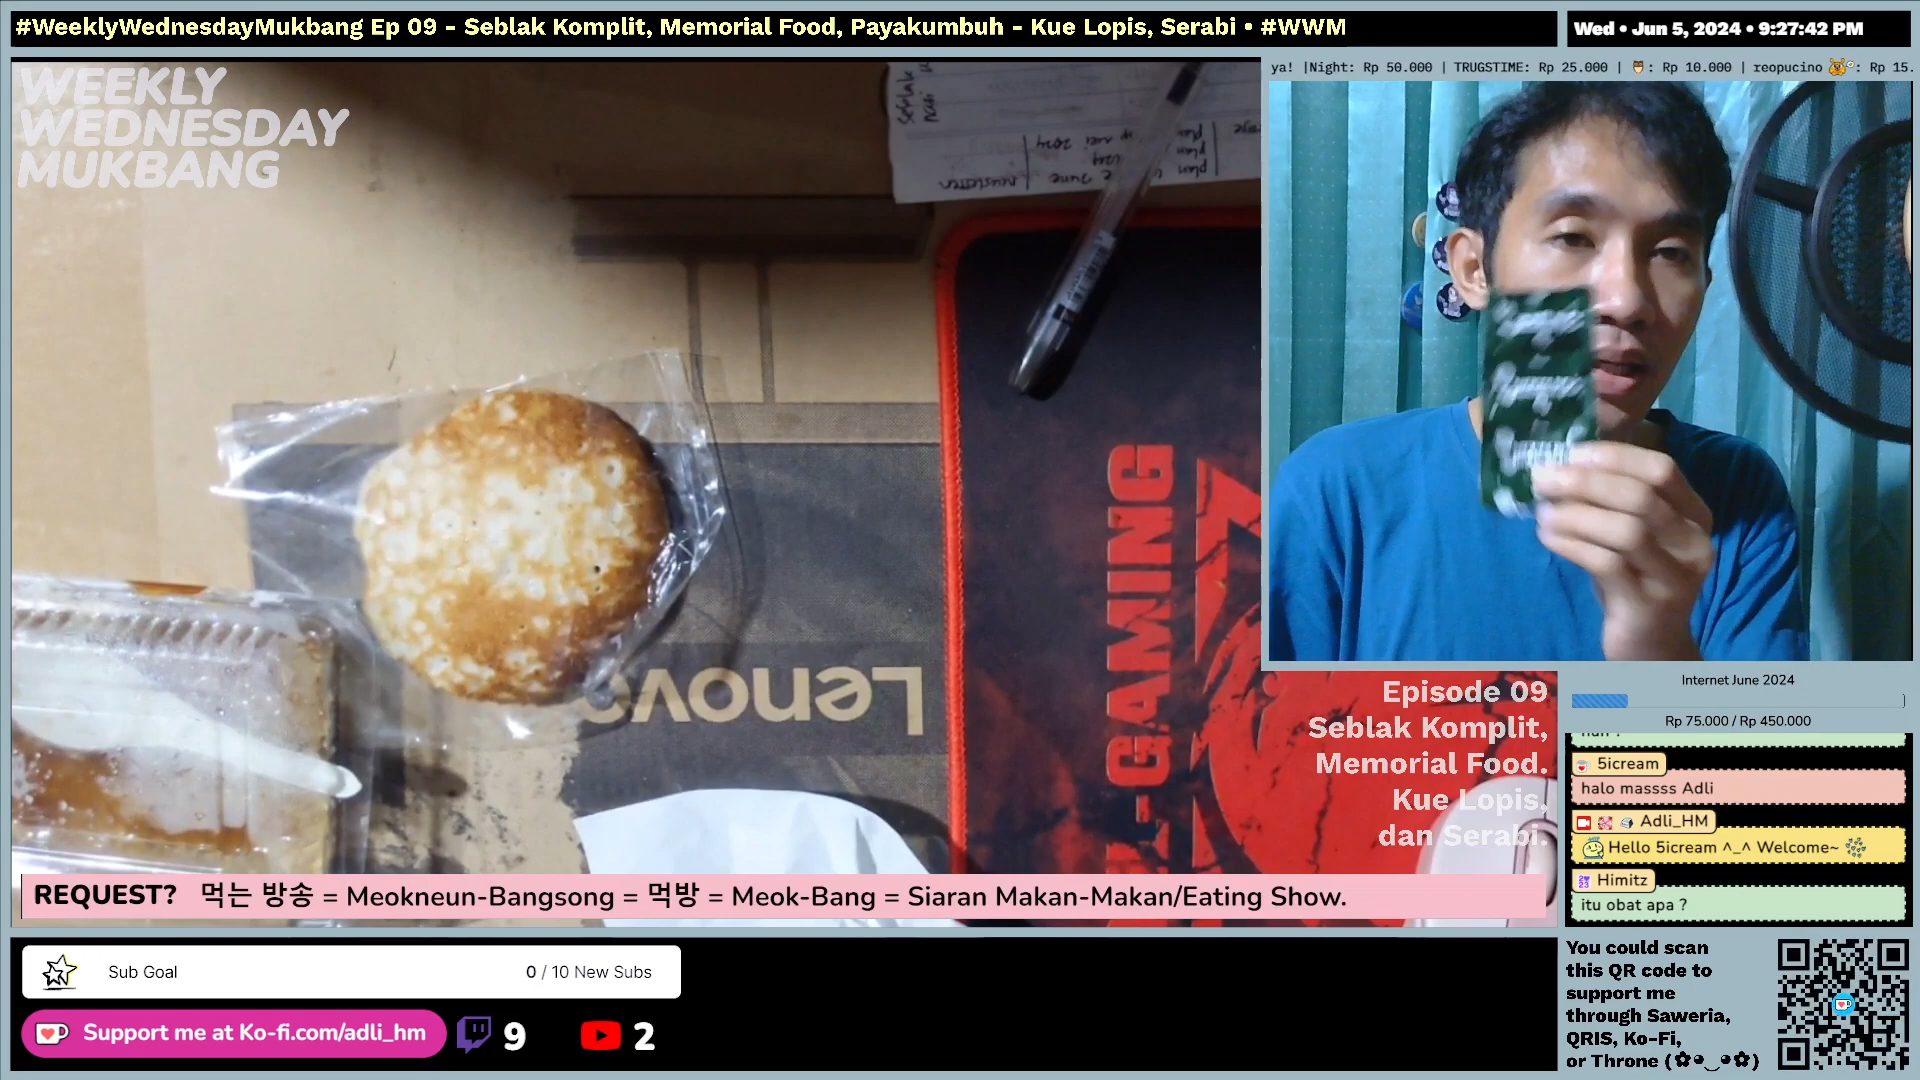 #WeeklyWednesdayMukbang Ep 09 - Seblak Komplit, Memorial Food, Payakumbuh - Kue Lopis, Serabi • #WWM
Wed • Jun 5, 2024 • 9:27:42 PM
ya! |Night: Rp 50.000 | TRUGSTIME: Rp 25.000 | : Rp 10.000 | reopucino : Rp 15.
WEEKLY
WEDNESDAY
MUKBANG
newsletter
June
plan
plan
plan
Lenovo
GAMING
Episode 09
Seblak Komplit,
Memorial Food.
Kue Lopis,
dan Serabi.
Internet June 2024
Rp 75.000 / Rp 450.000
5icream
halo massss Adli
Adli_HM
Hello 5icream ^_^ Welcome~
Himitz
itu obat apa ?
REQUEST? 먹는 방송 = Meokneun-Bangsong = 먹방 = Meok-Bang = Siaran Makan-Makan/Eating Show.
Sub Goal
0 / 10 New Subs
Support me at Ko-fi.com/adli_hm
9
2
You could scan
this QR code to
support me
through Saweria,
QRIS, Ko-Fi,
or Throne (✿◕‿◕✿)